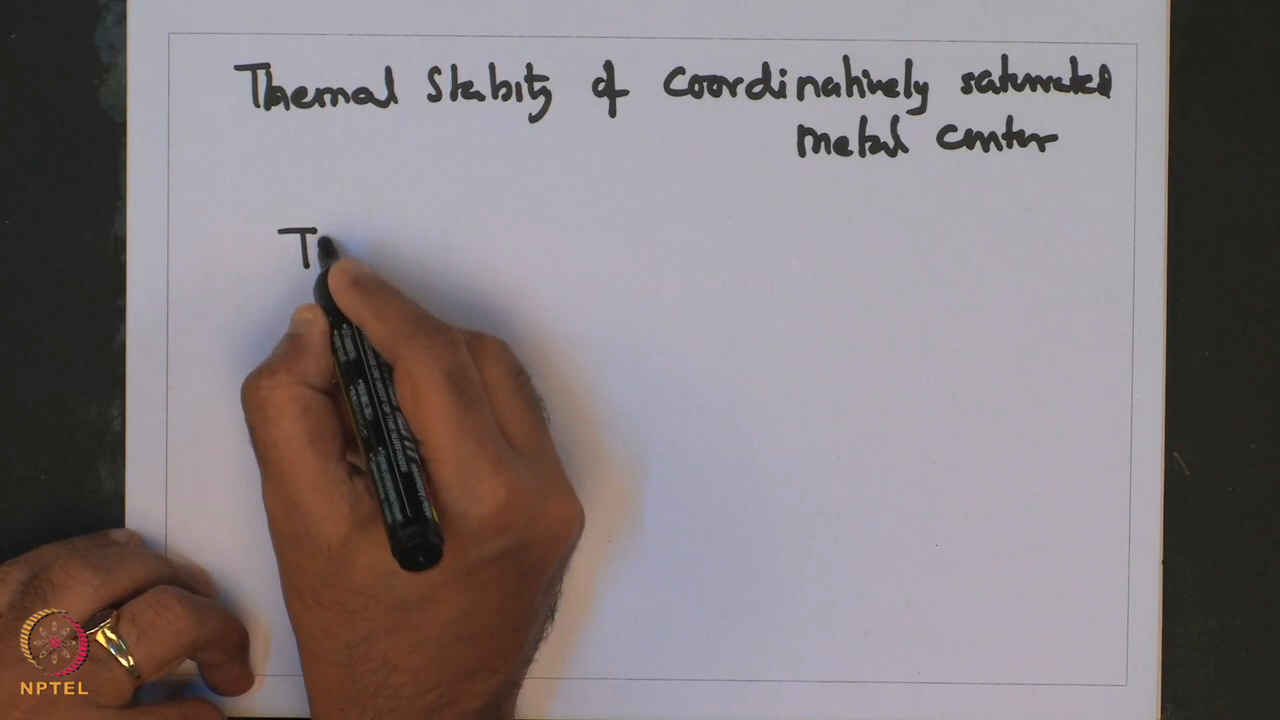 Thermal Stabity of coordinatively saturated
metal center
T
NPTEL